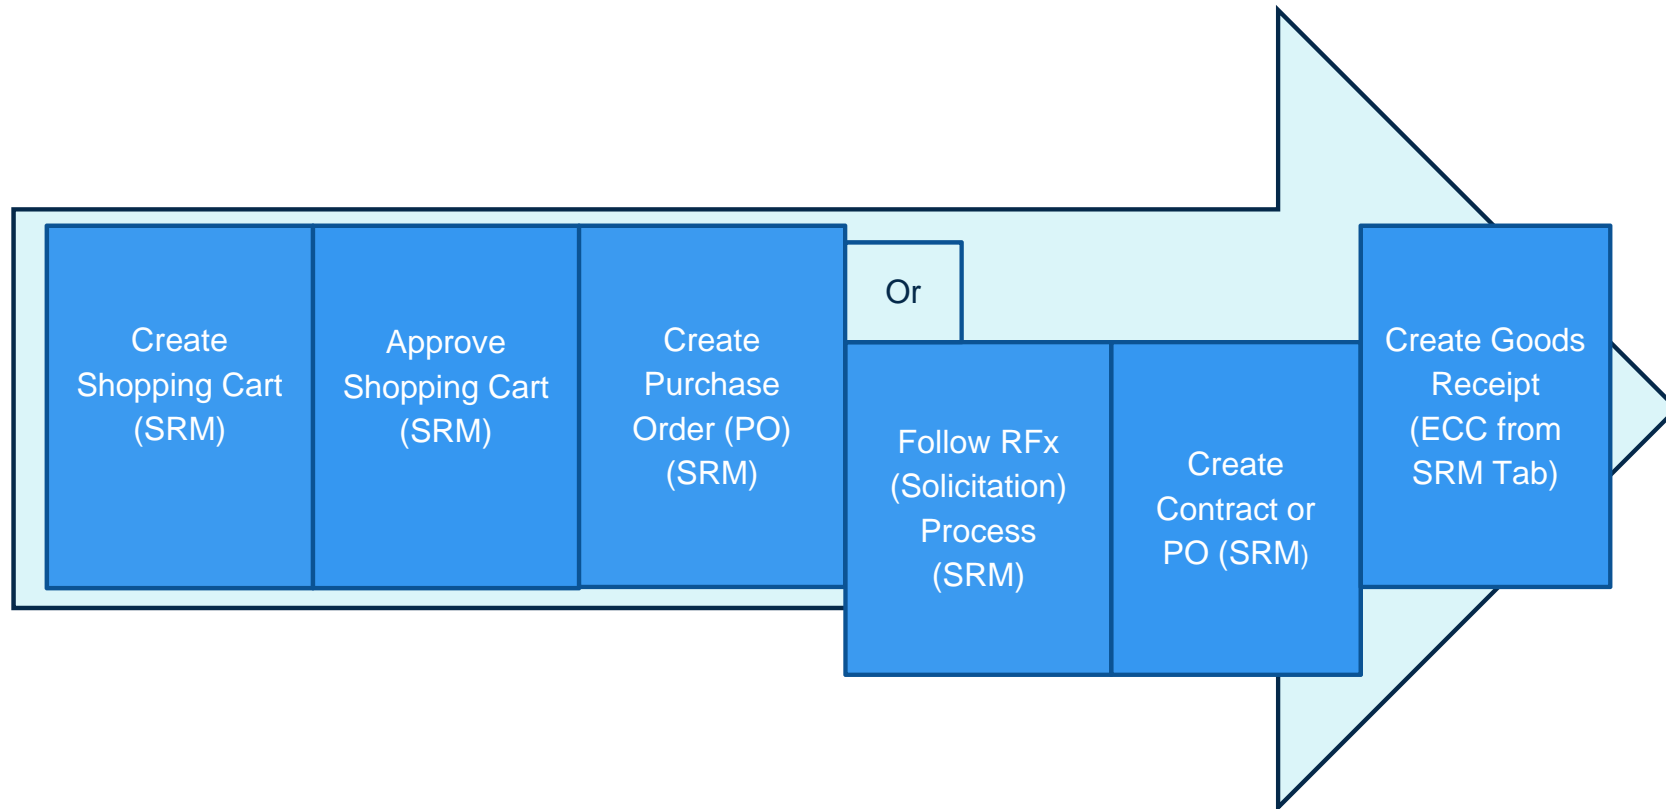 Create
Shopping Cart
(SRM)
Approve
Shopping Cart
(SRM)
Create
Purchase
Order (PO)
(SRM)
Or
Follow RFx
(Solicitation)
Process
(SRM)
Create
Contract or
PO (SRM)
Create Goods
Receipt
(ECC from
SRM Tab)